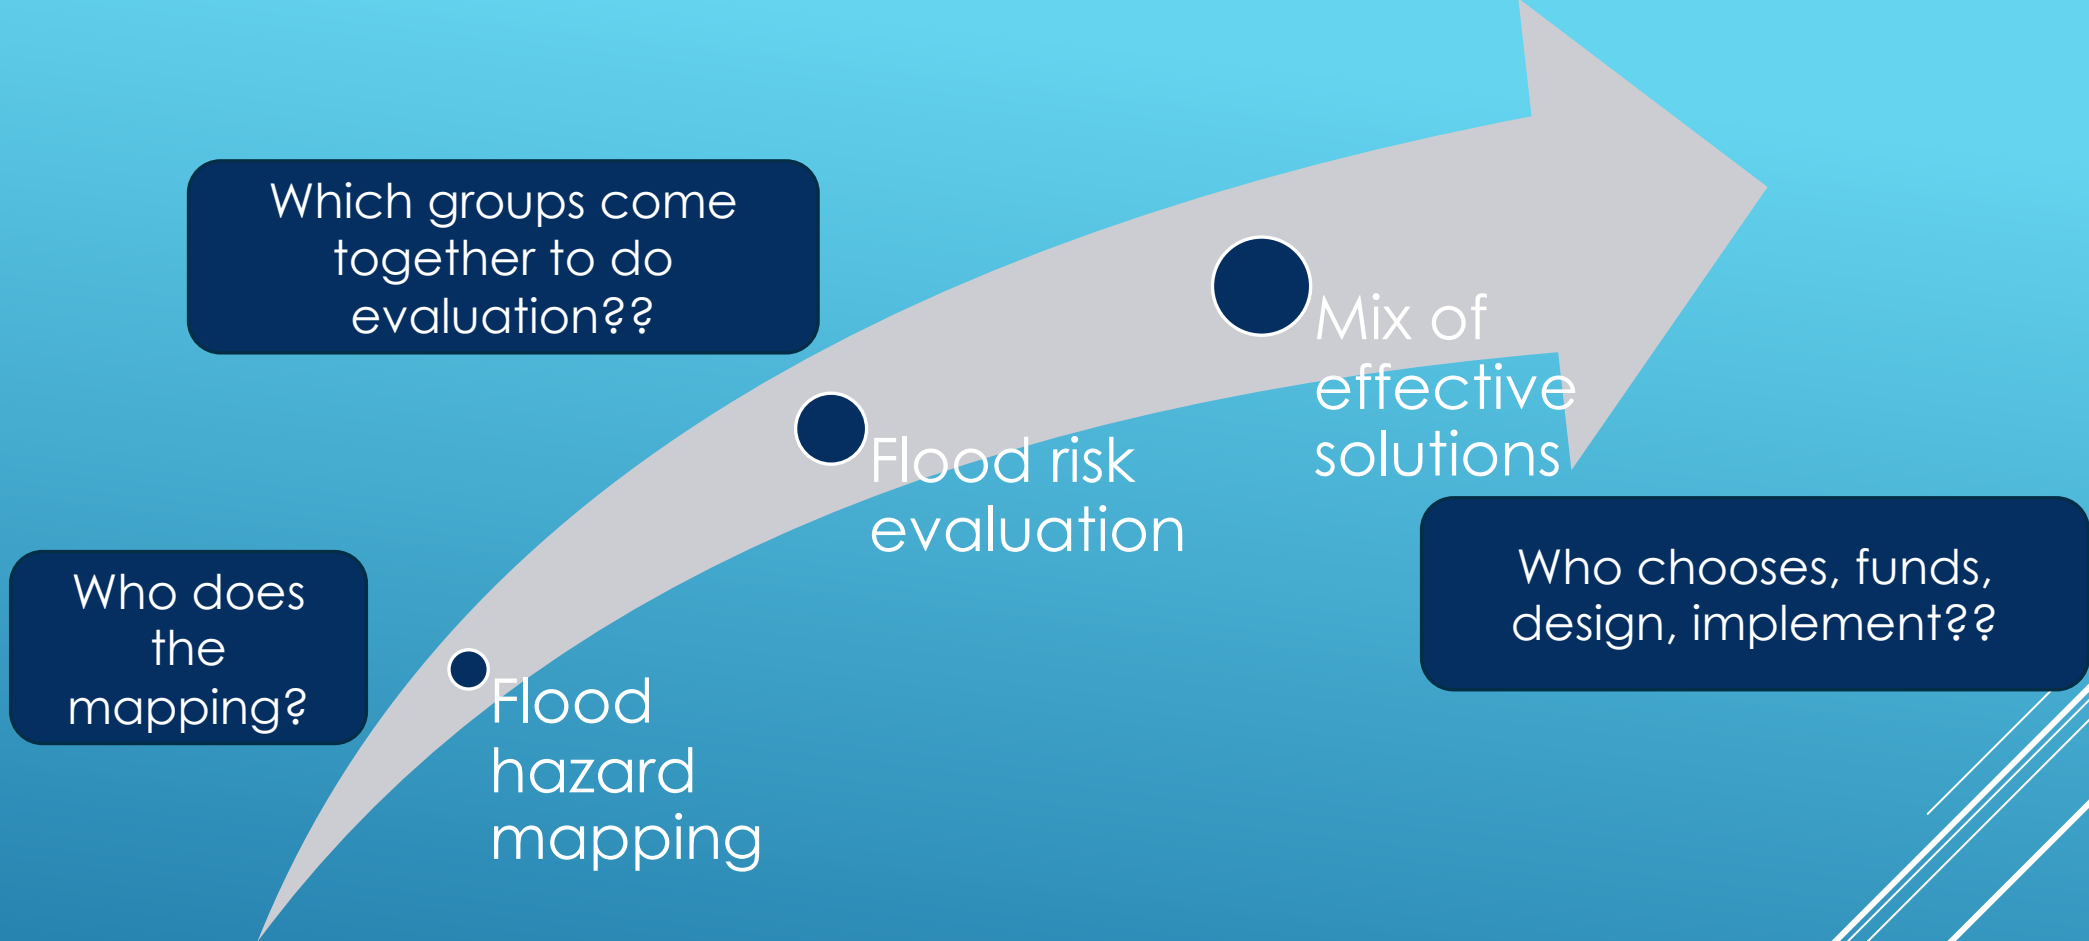 Which groups come
together to do
evaluation??
Mix of
effective
solutions
Flood risk
evaluation
Who does
the
mapping?
Flood
hazard
mapping
Who chooses, funds,
design, implement??